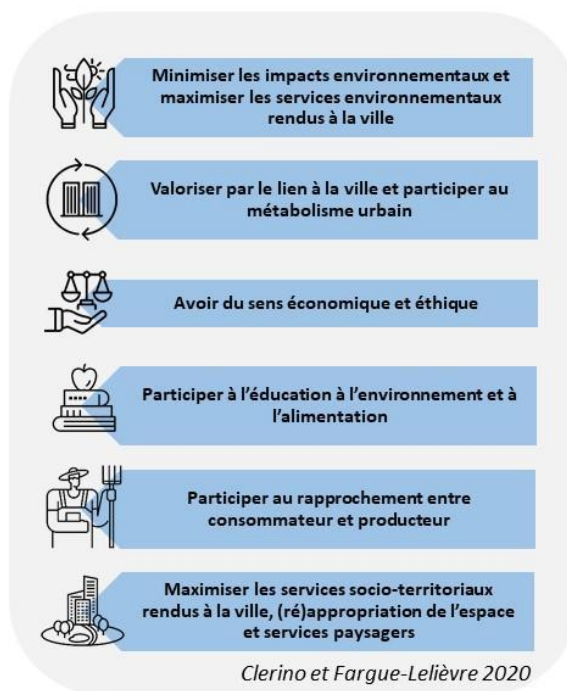 Minimiser les impacts environnementaux et
maximiser les services environnementaux
rendus à la ville
Valoriser par le lien à la ville et participer au
métabolisme urbain
Avoir du sens économique et éthique
Participer à l'éducation à l'environnement et à
l'alimentation
Participer au rapprochement entre
consommateur et producteur
Maximiser les services socio-territoriaux
rendus à la ville, (ré)appropriation de l'espace
et services paysagers
Clerino et Fargue-Lelièvre 2020